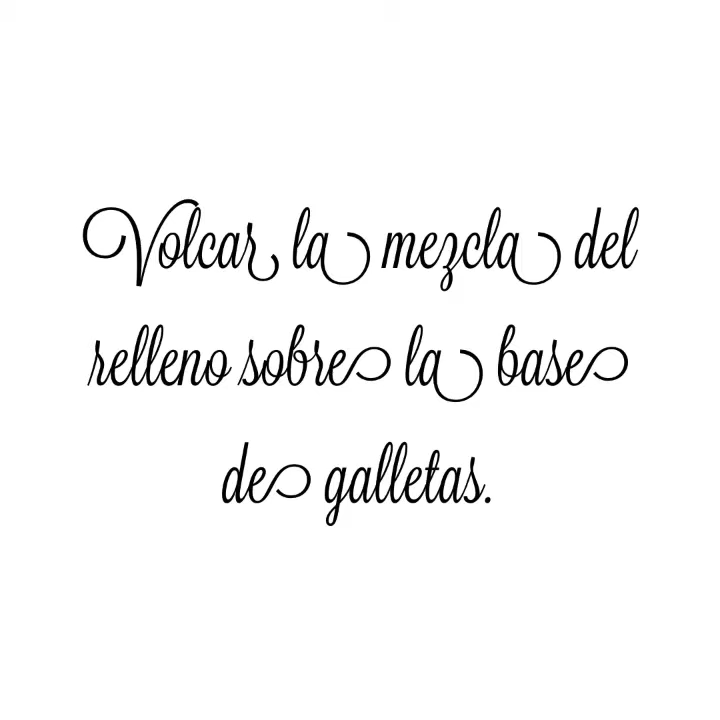 Volcar la mezcla del
relleno sobre la base
de galletas.